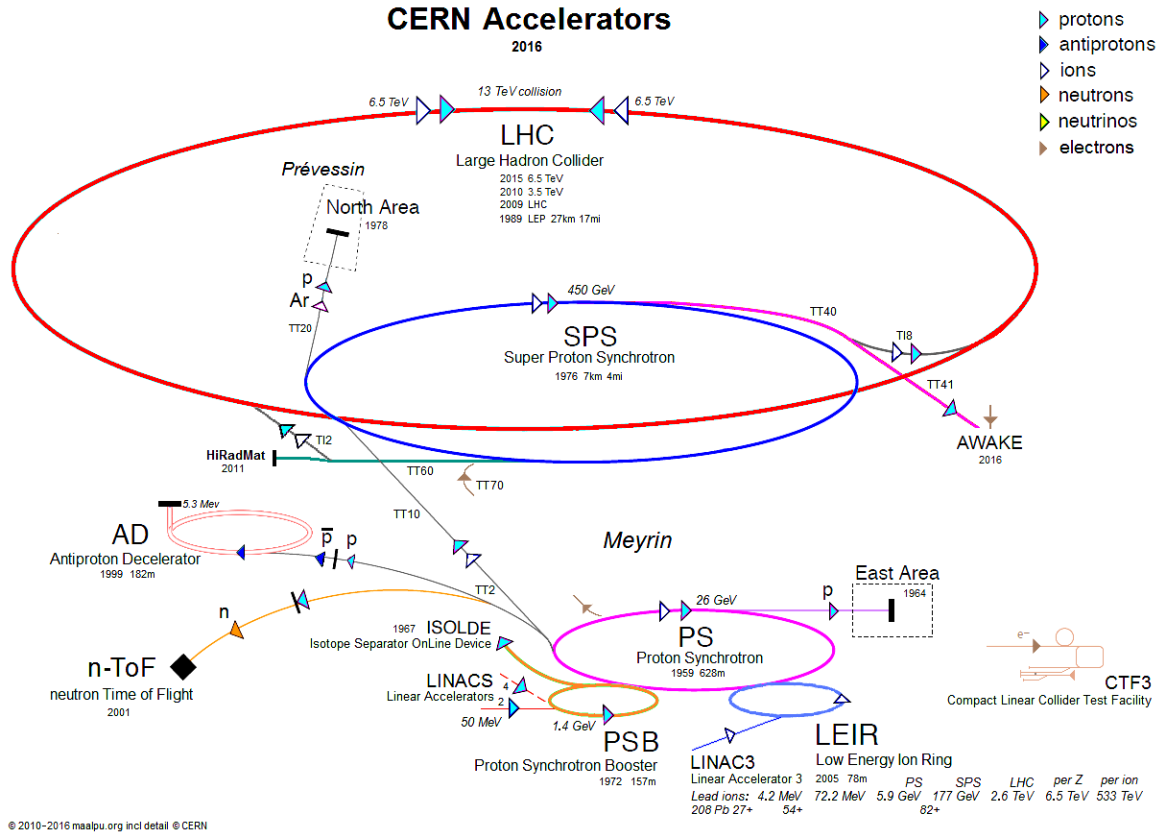 CERN Accelerators
2016
protons
antiprotons
ions
neutrons
neutrinos
electrons
6.5 TeV
13 TeV collision
6.5 TeV
LHC
Large Hadron Collider
2015 6.5 TeV
2010 3.5 TeV
2009 LHC
1989 LEP 27km 17mi
Prévessin
North Area
1978
p
Ar
TT20
450 GeV
SPS
Super Proton Synchrotron
1976 7km 4mi
TT40
TI8
TT41
AWAKE
2016
TI2
HiRadMat
2011
TT60
TT70
TT10
5.3 Mev
AD
Antiproton Decelerator
1999 182m
p̅
p
Meyrin
TT2
n
n-ToF
neutron Time of Flight
2001
1967 ISOLDE
Isotope Separator OnLine Device
26 GeV
PS
Proton Synchrotron
1959 628m
p
East Area
1964
LINACS
Linear Accelerators
4
2
50 MeV
1.4 GeV
PSB
Proton Synchrotron Booster
1972 157m
e−
CTF3
Compact Linear Collider Test Facility
LEIR
Low Energy Ion Ring
2005 78m
LINAC3
Linear Accelerator 3
PS SPS LHC per Z per ion
Lead ions: 4.2 MeV 72.2 MeV 5.9 GeV 177 GeV 2.6 TeV 6.5 TeV 533 TeV
208 Pb 27+ 54+ 82+
© 2010-2016 maalpu.org incl detail © CERN